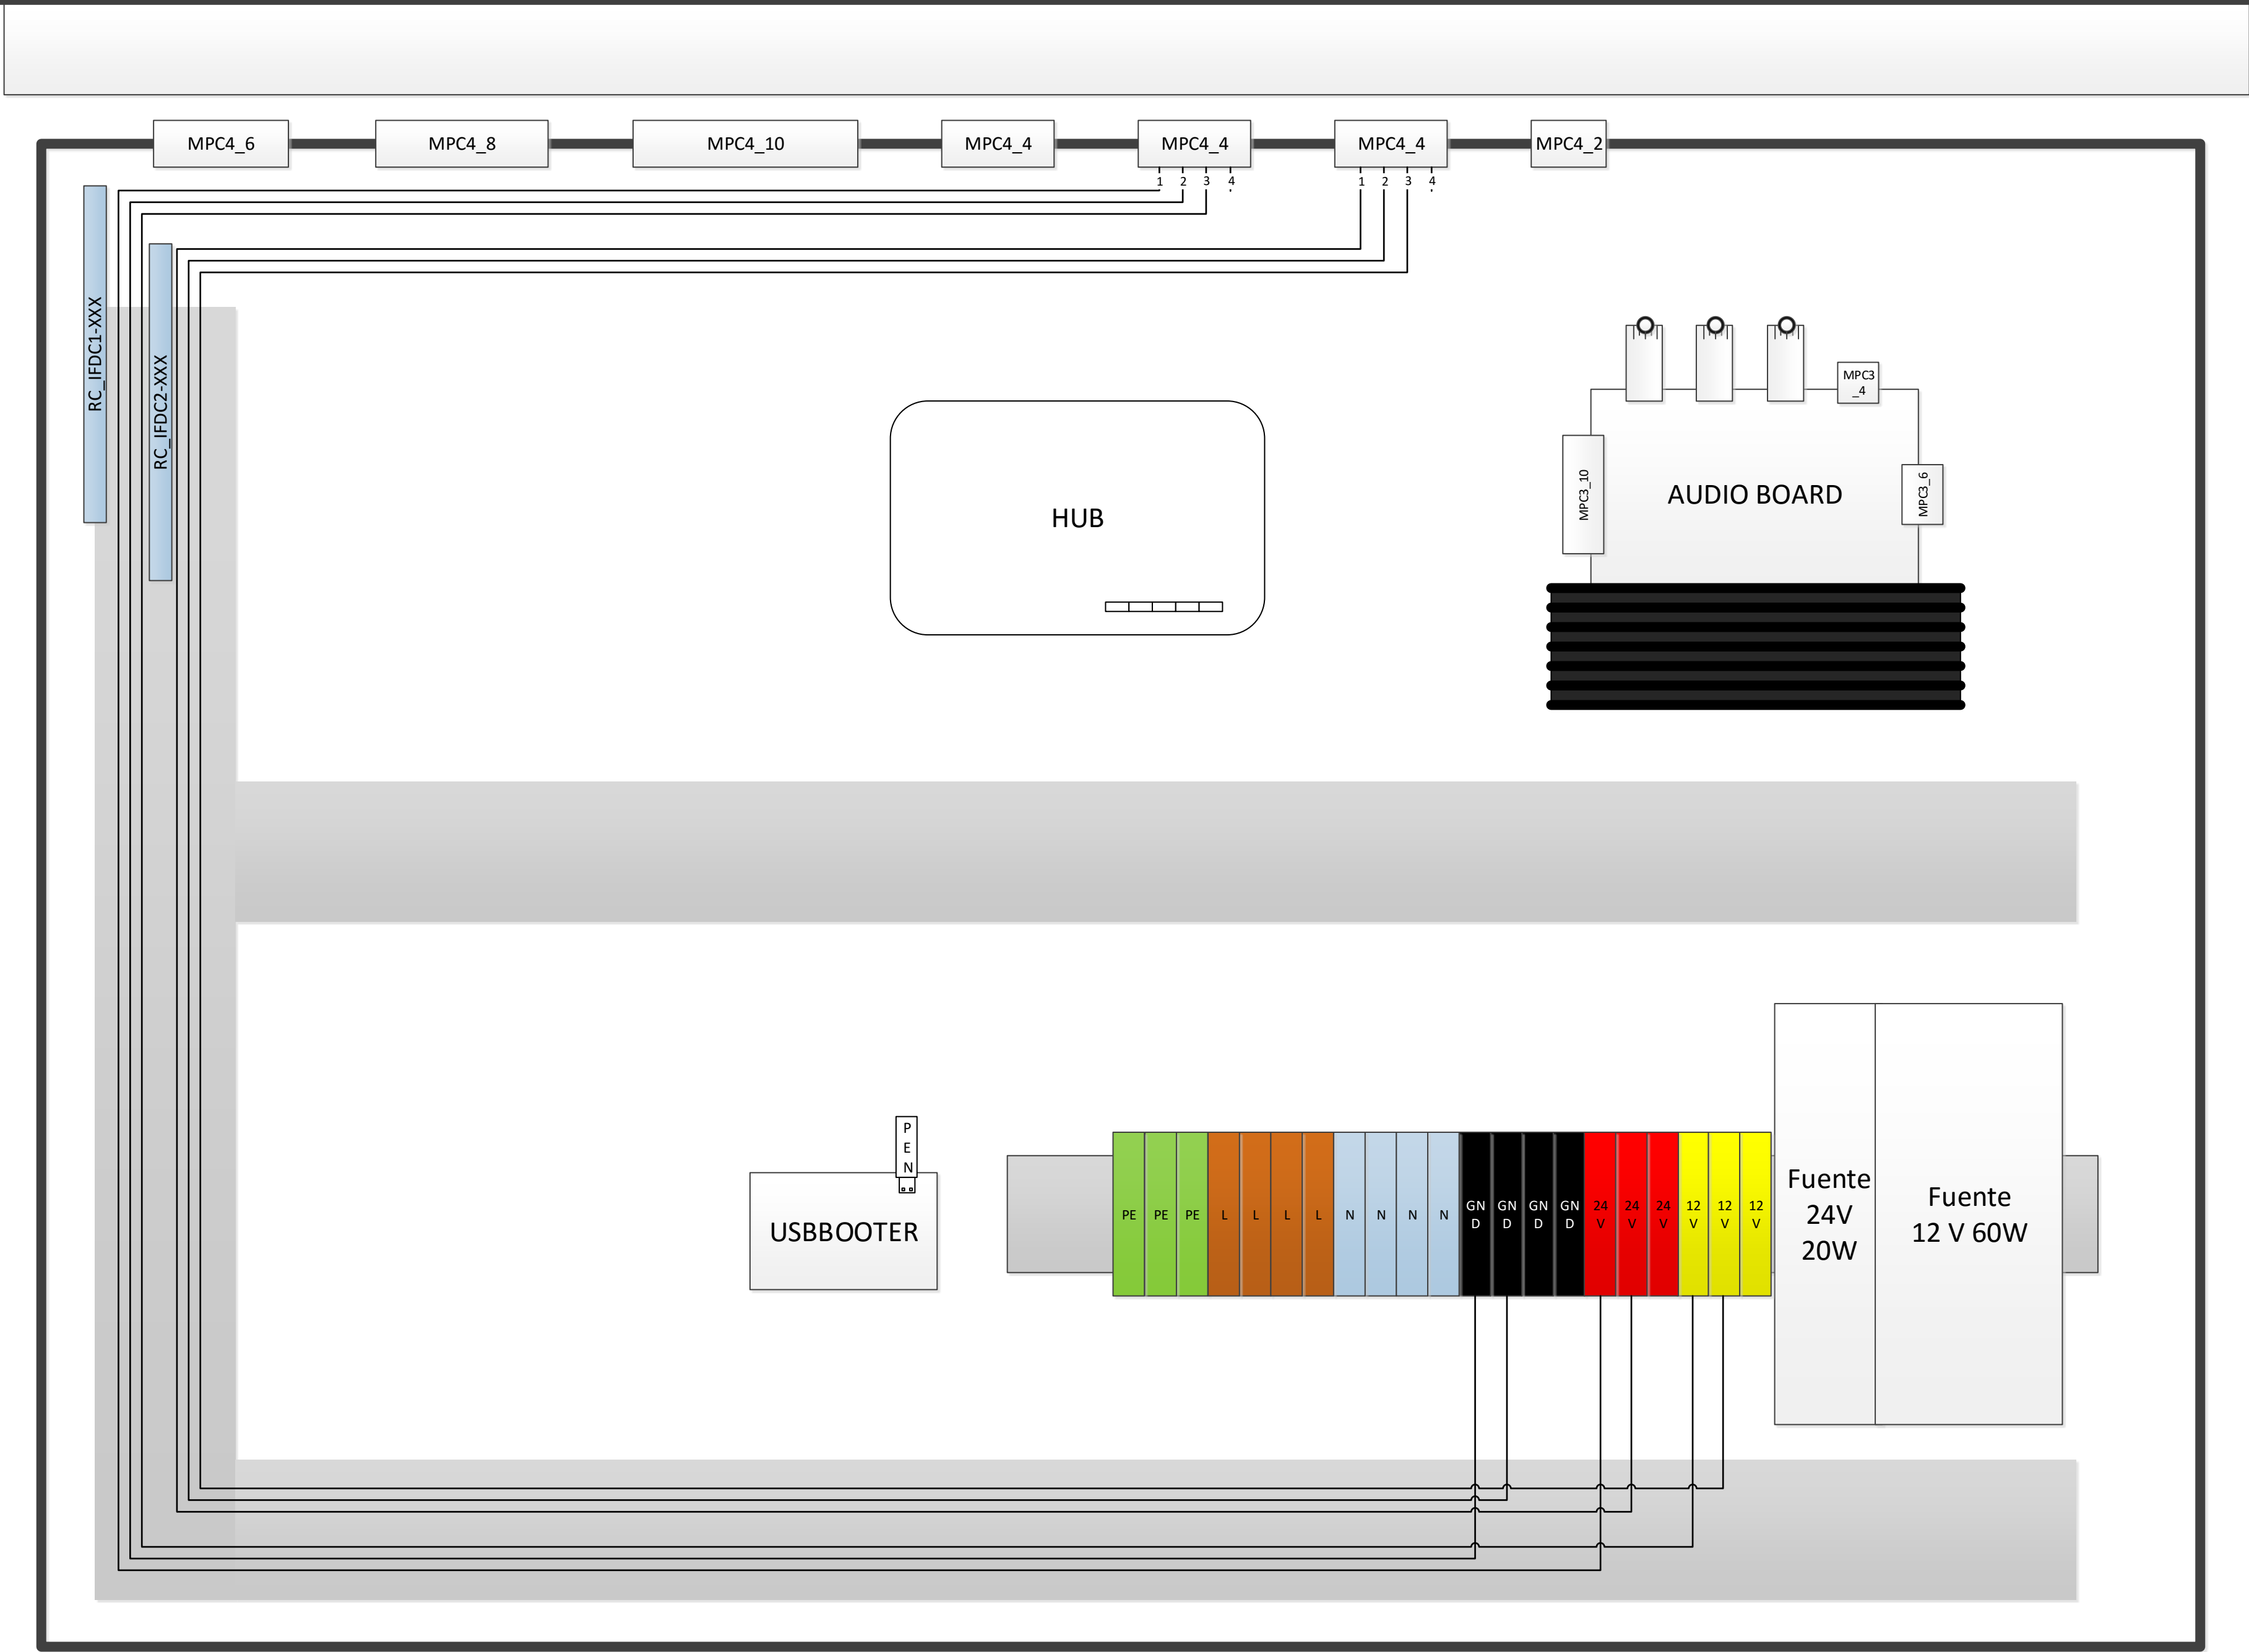 MPC4_6
MPC4_8
MPC4_10
MPC4_4
MPC4_4
MPC4_4
MPC4_2
1 2 3 4
1 2 3 4
RC_IFDC1-XXX
RC_IFDC2-XXX
MPC3
_4
MPC3_10
AUDIO BOARD
MPC3_6
HUB
P
E
N
USBBOOTER
PE
PE
PE
L
L
L
L
N
N
N
N
GN
D
GN
D
GN
D
GN
D
24
V
24
V
24
V
12
V
12
V
12
V
Fuente
24V
20W
Fuente
12 V 60W